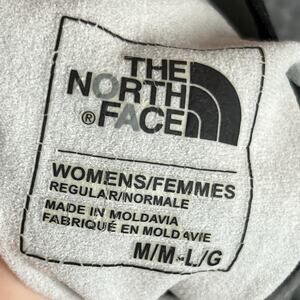 THE
NORTH
®FACE
WOMENS/FEMMES
REGULAR/NORMALE
MADE IN MOLDAVIA
FABRIQUÉ EN MOLDAVIE
M/M-L/G